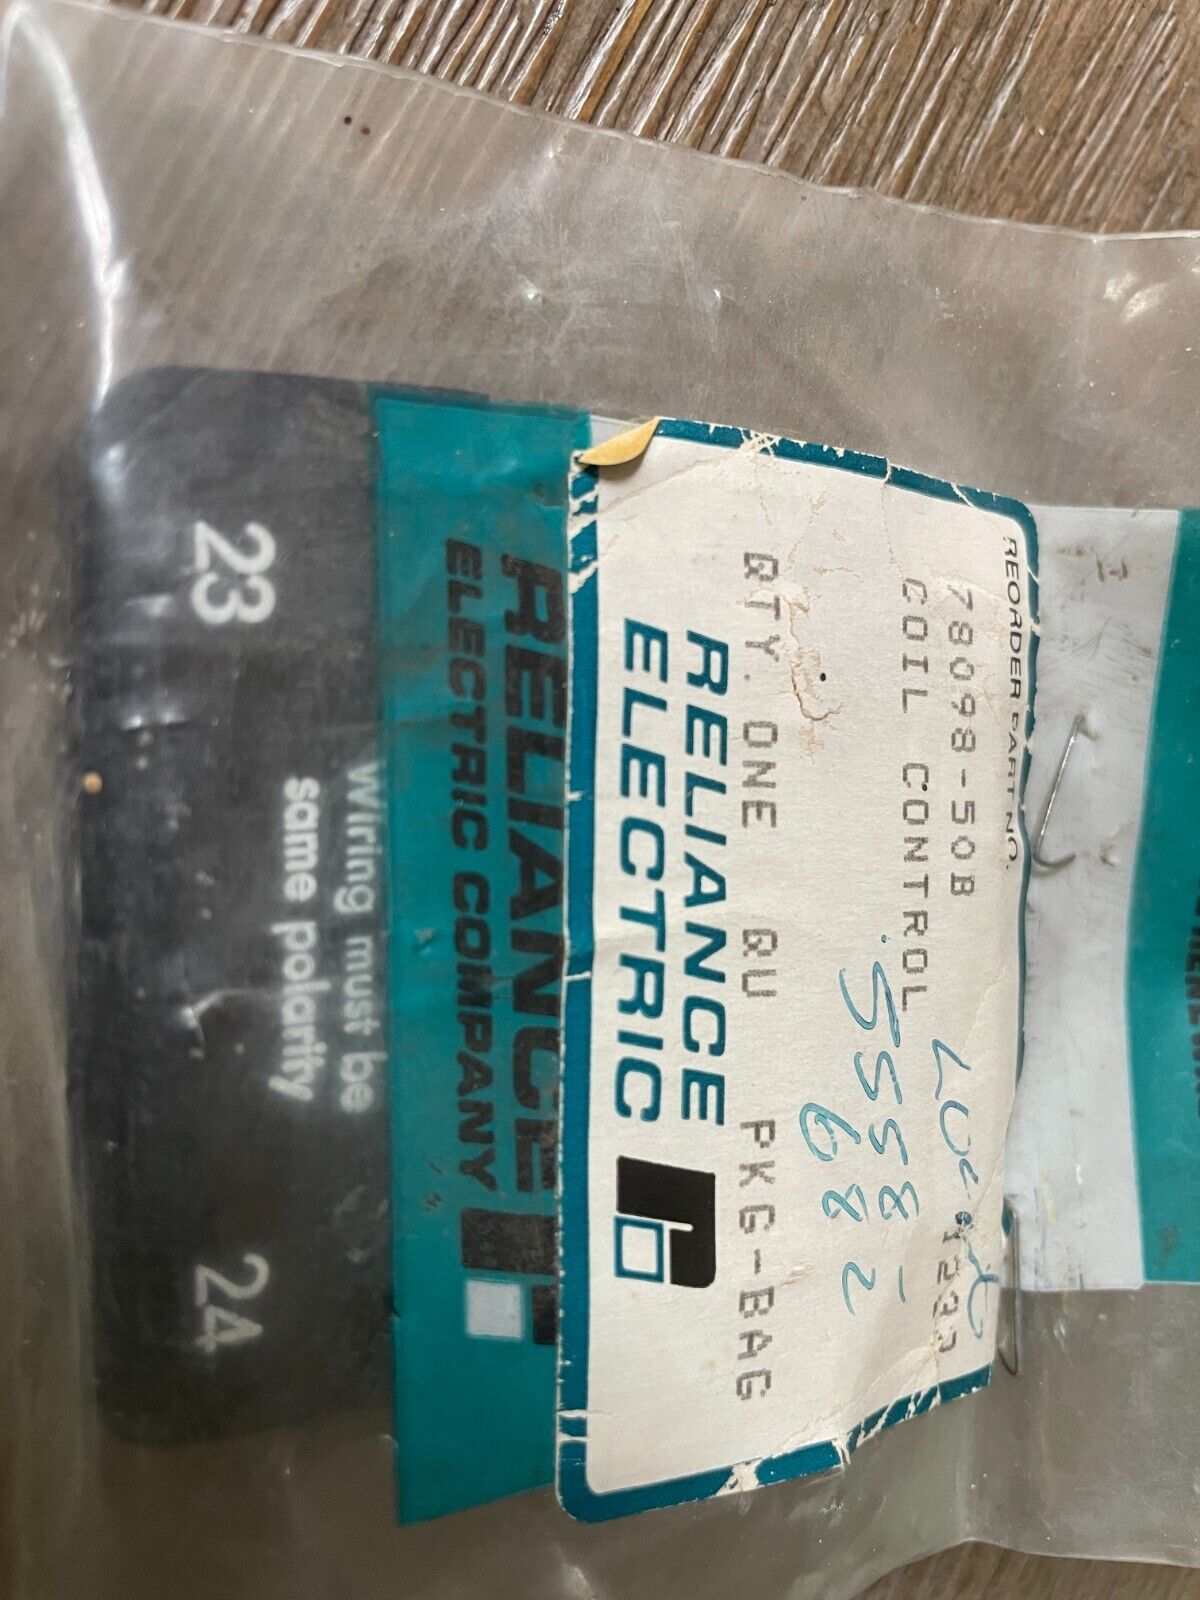 REORDER PART NO.
78098-50B
COIL CONTROL
5558-
682
QTY. ONE QU PKG-BAG
RELIANCE
ELECTRIC
RELIANCE
ELECTRIC COMPANY
Wiring must be
same polarity
23
24